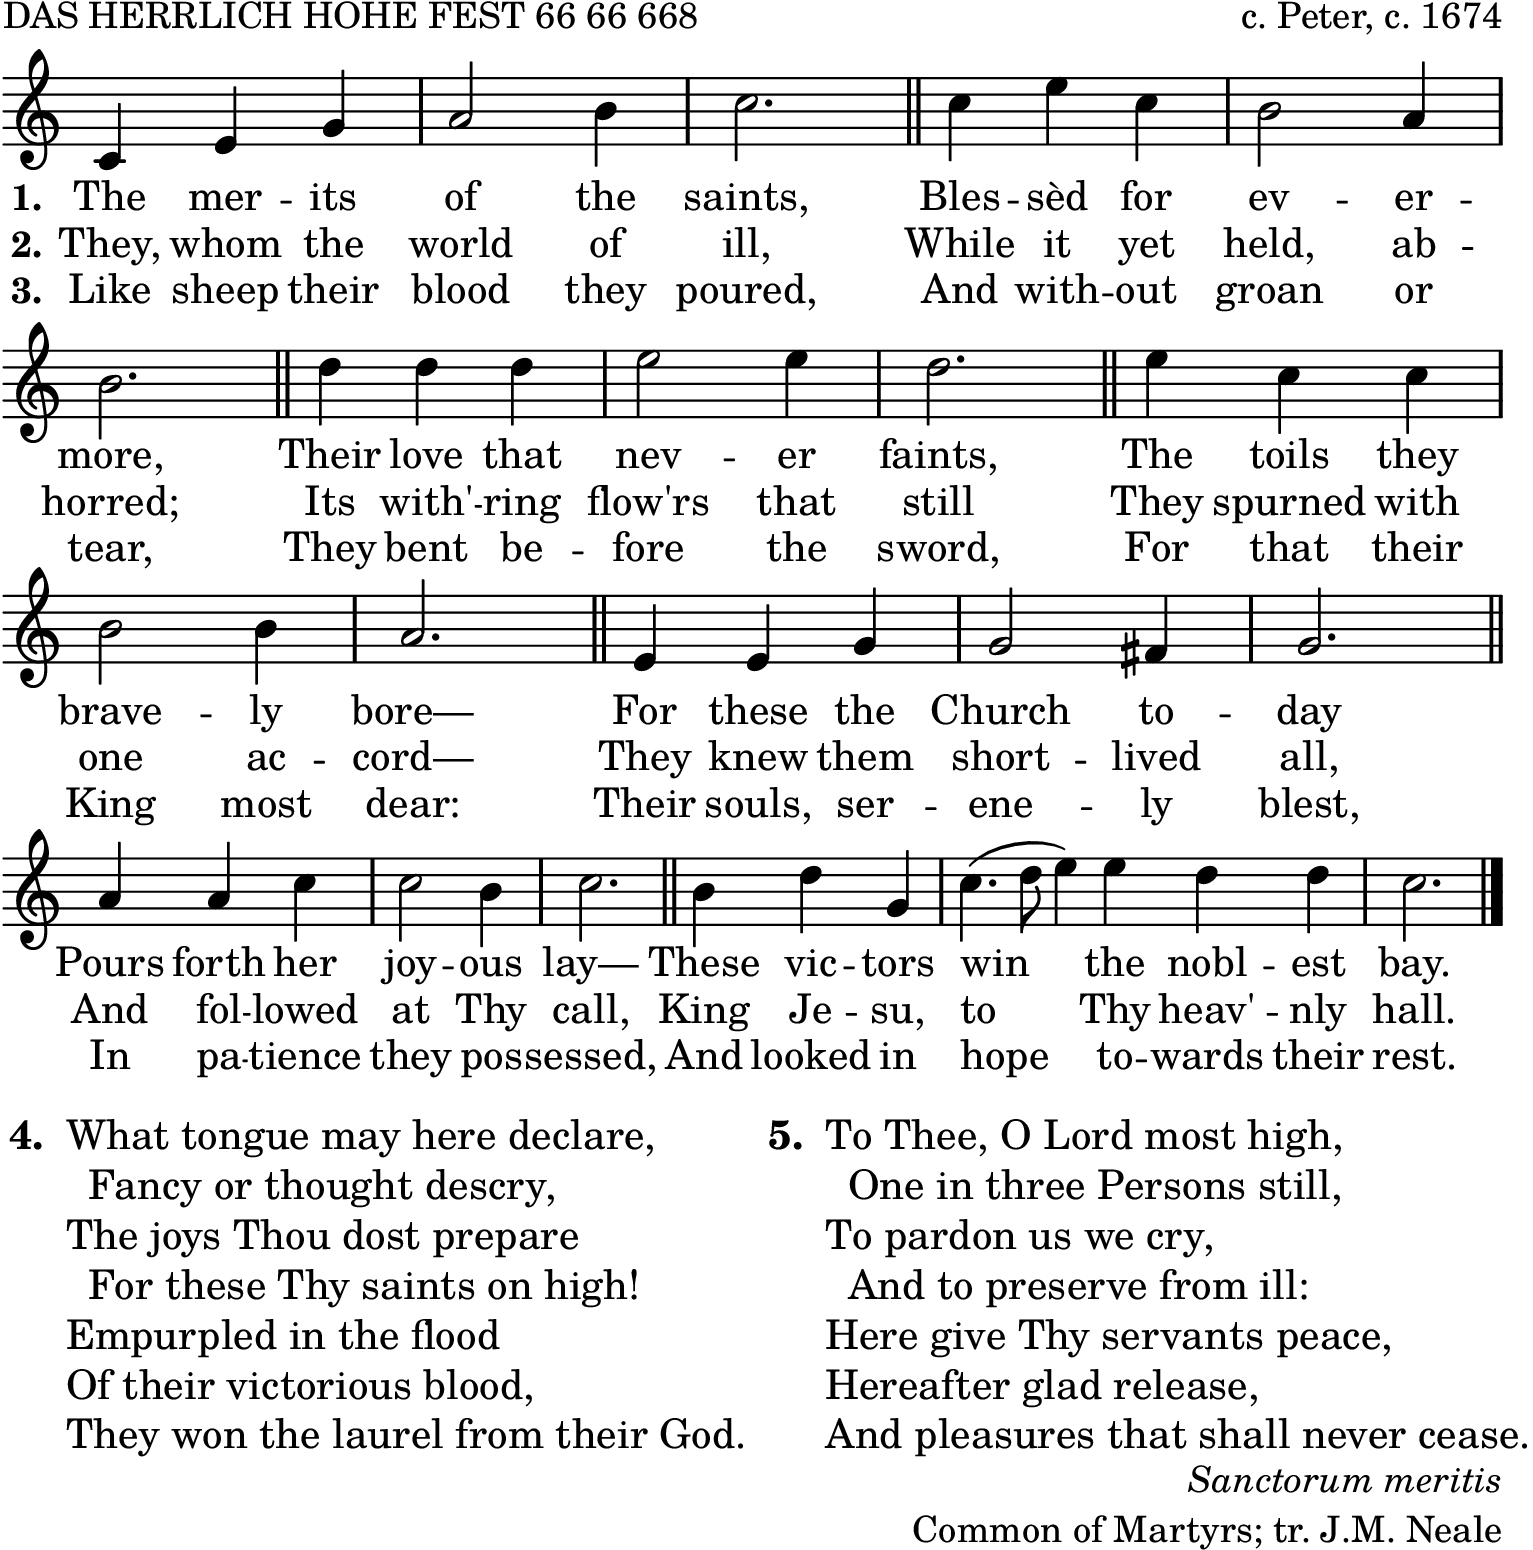 DAS HERRLICH HOHE FEST 66 66 668 c. Peter, c. 1674
1. The mer - its of the saints, Bles - sèd for ev - er -
2. They, whom the world of ill, While it yet held, ab -
3. Like sheep their blood they poured, And with - out groan or
more, Their love that nev - er faints, The toils they
horred; Its with' - ring flow'rs that still They spurned with
tear, They bent be - fore the sword, For that their
brave - ly bore— For these the Church to - day
one ac - cord— They knew them short - lived all,
King most dear: Their souls, ser - ene - ly blest,
Pours forth her joy - ous lay— These vic - tors win the nobl - est bay.
And fol - lowed at Thy call, King Je - su, to Thy heav' - nly hall.
In pa - tience they possessed, And looked in hope to - wards their rest.
4. What tongue may here declare,
Fancy or thought descry,
The joys Thou dost prepare
For these Thy saints on high!
Empurpled in the flood
Of their victorious blood,
They won the laurel from their God.
5. To Thee, O Lord most high,
One in three Persons still,
To pardon us we cry,
And to preserve from ill:
Here give Thy servants peace,
Hereafter glad release,
And pleasures that shall never cease.
Sanctorum meritis
Common of Martyrs; tr. J.M. Neale